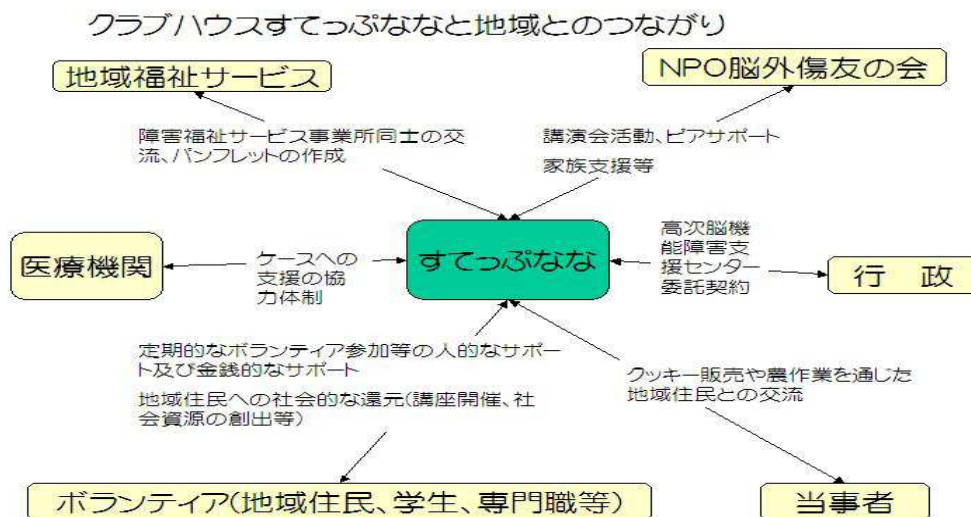 クラブハウスすてっぷななと地域とのつながり
地域福祉サービス
NPO脳外傷友の会
障害福祉サービス事業所同士の交
流、パンフレットの作成
講演会活動、ピアサポート
家族支援等
医療機関
ケースへの
支援の協
力体制
すてっぷなな
高次脳機
能障害支
援センター
委託契約
行　政
定期的なボランティア参加等の人的なサポー
ト及び金銭的なサポート
地域住民への社会的な還元(講座開催、社
会資源の創出等)
クッキー販売や農作業を通じた
地域住民との交流
ボランティア(地域住民、学生、専門職等)
当事者